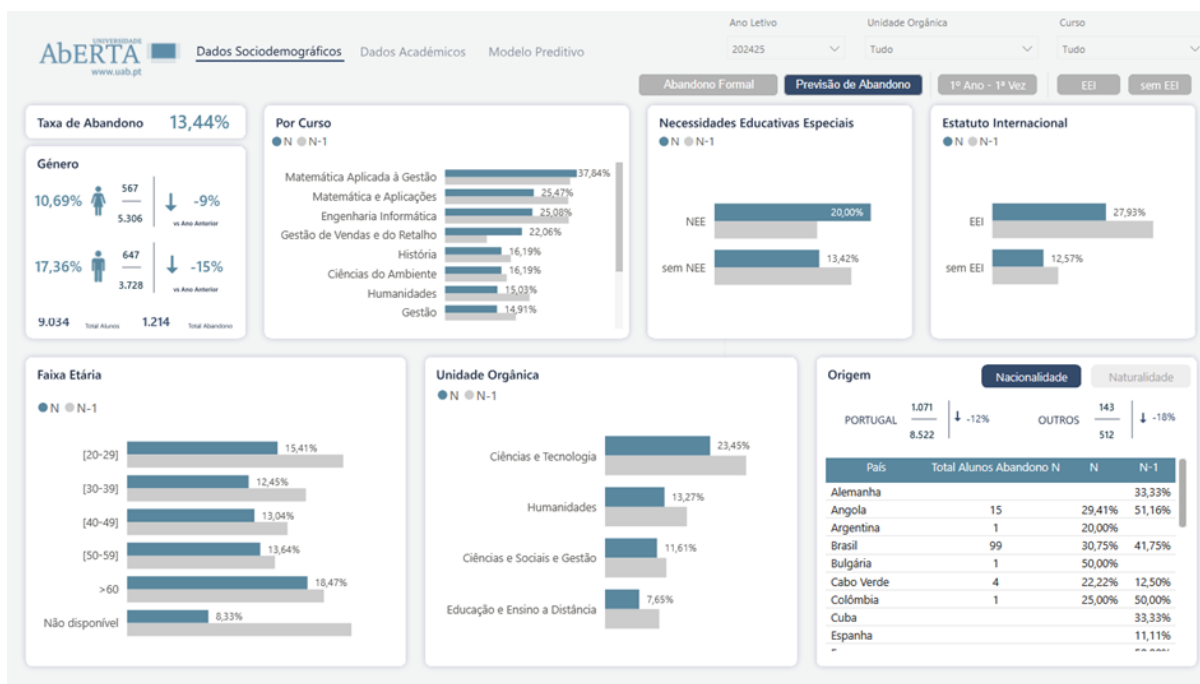 UNIVERSIDADE
AbERTA
www.uab.pt
Dados Sociodemográficos Dados Académicos Modelo Preditivo
Ano Letivo Unidade Orgânica Curso
202425 Tudo Tudo
Abandono Formal Previsão de Abandono 1º Ano - 1ª Vez EEI sem EEI
Taxa de Abandono 13,44%
Género
10,69% 567 5.306 -9%
vs Ano Anterior
17,36% 647 3.728 -15%
vs Ano Anterior
9.034 Total Alunos 1.214 Total Abandono
Por Curso
N N-1
Matemática Aplicada à Gestão 37,84%
Matemática e Aplicações 25,47%
Engenharia Informática 25,08%
Gestão de Vendas e do Retalho 22,06%
História 16,19%
Ciências do Ambiente 16,19%
Humanidades 15,03%
Gestão 14,91%
Necessidades Educativas Especiais
N N-1
NEE 20,00%
sem NEE 13,42%
Estatuto Internacional
N N-1
EEI 27,93%
sem EEI 12,57%
Faixa Etária
N N-1
[20-29] 15,41%
[30-39] 12,45%
[40-49] 13,04%
[50-59] 13,64%
>60 18,47%
Não disponível 8,33%
Unidade Orgânica
N N-1
Ciências e Tecnologia 23,45%
Humanidades 13,27%
Ciências e Sociais e Gestão 11,61%
Educação e Ensino a Distância 7,65%
Origem Nacionalidade Naturalidade
PORTUGAL 1.071 8.522 -12% OUTROS 143 512 -18%
País Total Alunos Abandono N N N-1
Alemanha 33,33%
Angola 15 29,41% 51,16%
Argentina 1 20,00%
Brasil 99 30,75% 41,75%
Bulgária 1 50,00%
Cabo Verde 4 22,22% 12,50%
Colômbia 1 25,00% 50,00%
Cuba 33,33%
Espanha 11,11%